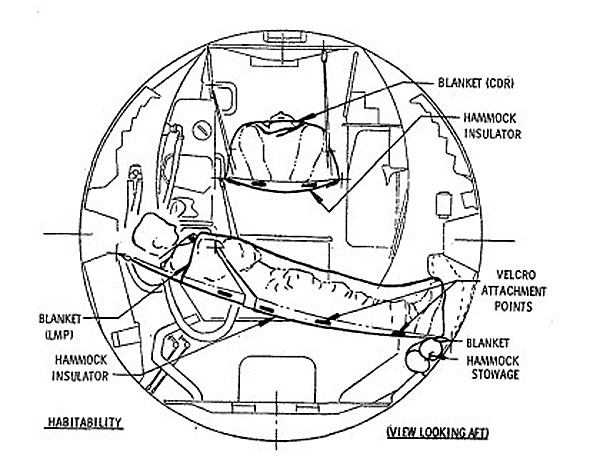 BLANKET (CDR)
HAMMOCK
INSULATOR
VELCRO
ATTACHMENT
POINTS
BLANKET
(LMP)
BLANKET
HAMMOCK
STOWAGE
HAMMOCK
INSULATOR
HABITABILITY
(VIEW LOOKING AFT)